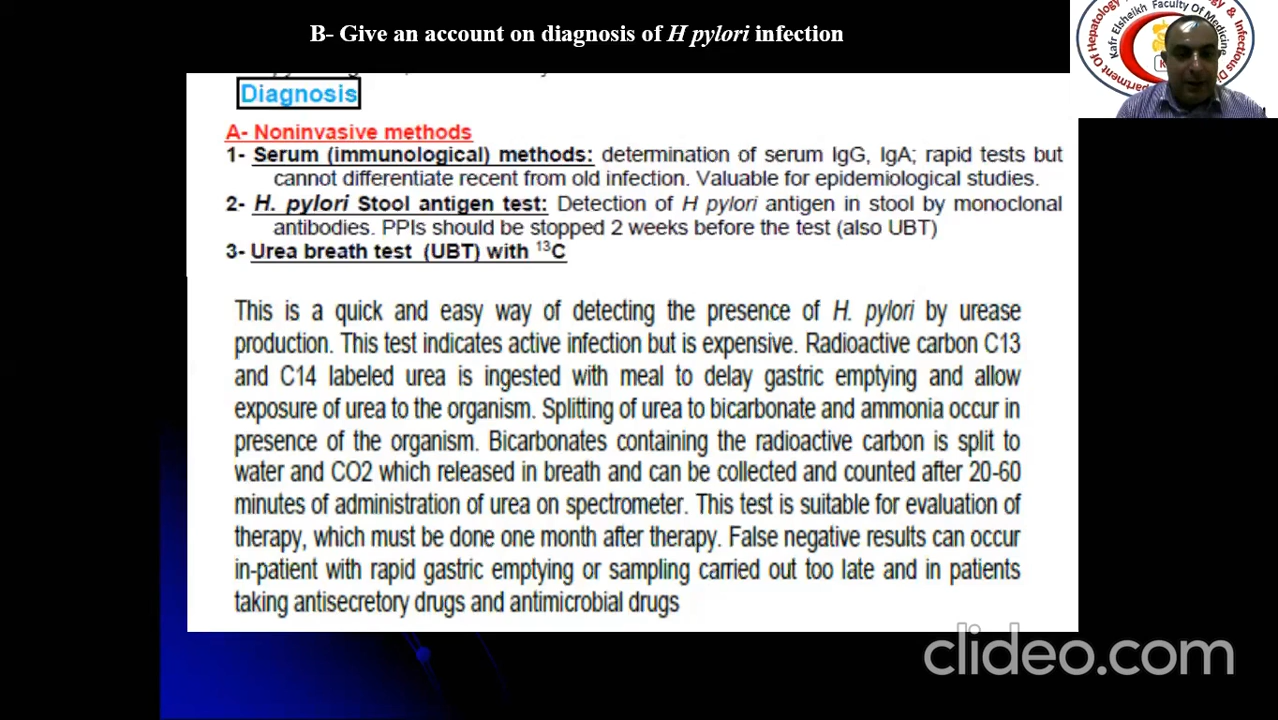 B- Give an account on diagnosis of H pylori infection
Diagnosis
A- Noninvasive methods
1- Serum (immunological) methods: determination of serum IgG, IgA; rapid tests but
cannot differentiate recent from old infection. Valuable for epidemiological studies.
2- H. pylori Stool antigen test: Detection of H pylori antigen in stool by monoclonal
antibodies. PPIs should be stopped 2 weeks before the test (also UBT)
3- Urea breath test (UBT) with ¹³C
This is a quick and easy way of detecting the presence of H. pylori by urease
production. This test indicates active infection but is expensive. Radioactive carbon C13
and C14 labeled urea is ingested with meal to delay gastric emptying and allow
exposure of urea to the organism. Splitting of urea to bicarbonate and ammonia occur in
presence of the organism. Bicarbonates containing the radioactive carbon is split to
water and CO2 which released in breath and can be collected and counted after 20-60
minutes of administration of urea on spectrometer. This test is suitable for evaluation of
therapy, which must be done one month after therapy. False negative results can occur
in-patient with rapid gastric emptying or sampling carried out too late and in patients
taking antisecretory drugs and antimicrobial drugs
Kafr Elsheikh Faculty Of Medicine
Department Of Hepatology
& Infectious
clideo.com